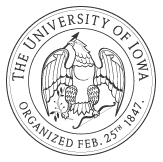 THE UNIVERSITY OF IOWA
ORGANIZED FEB. 25TH 1847.